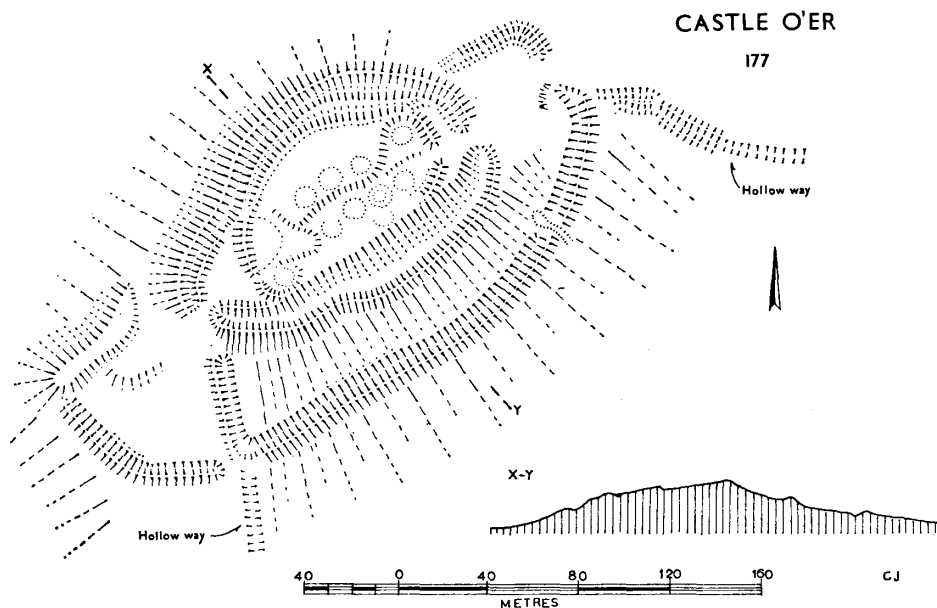 CASTLE O'ER
177
X
Hollow way
Y
X-Y
Hollow way
40 0 40 80 120 160
METRES
CJ